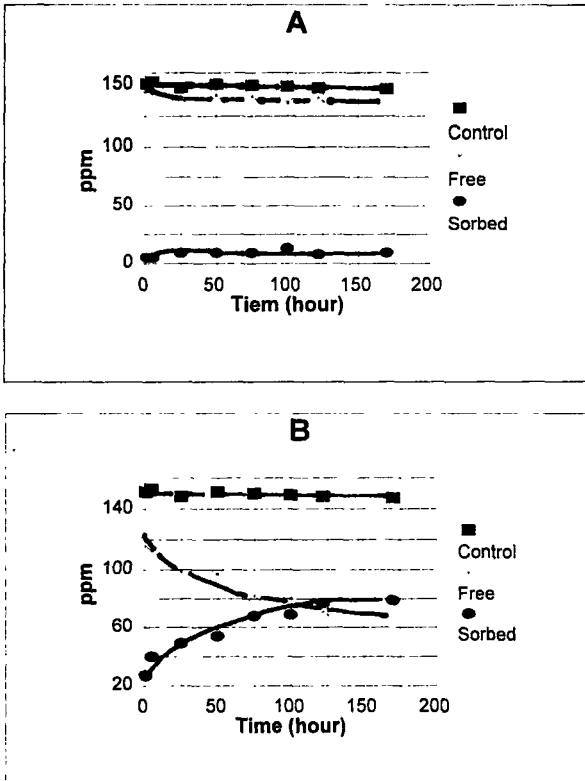 A
150
100
50
0
ppm
0 50 100 150 200
Tiem (hour)
Control
Free
Sorbed
B
140
100
60
20
ppm
0 50 100 150 200
Time (hour)
Control
Free
Sorbed